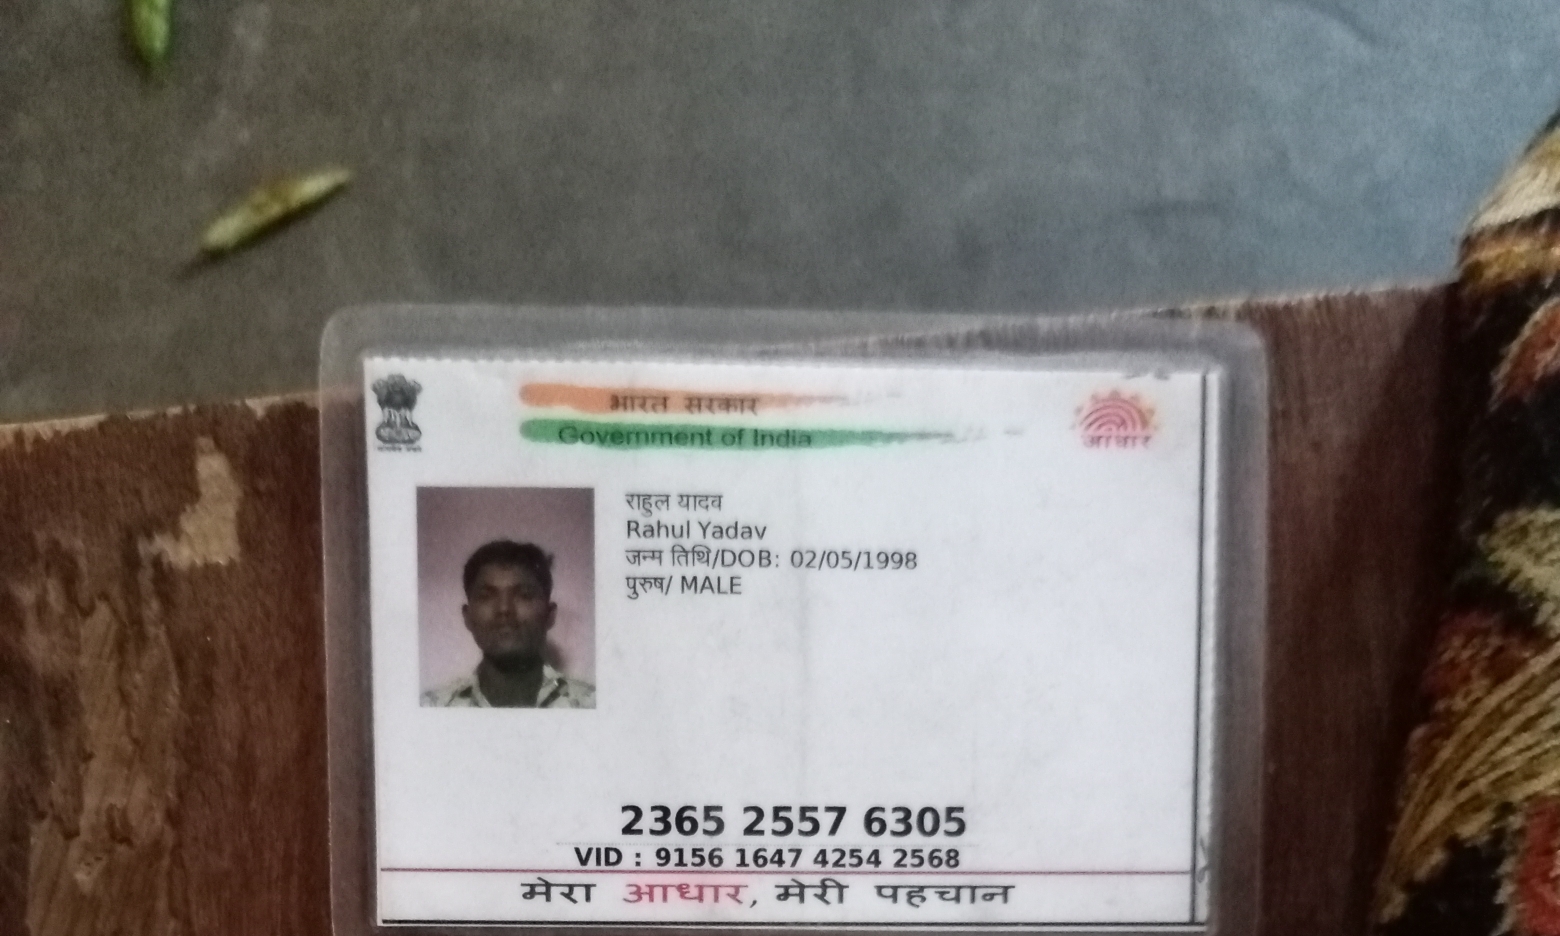 भारत सरकार
Government of India
आधार
राहुल यादव
Rahul Yadav
जन्म तिथि/DOB: 02/05/1998
पुरुष/ MALE
2365 2557 6305
VID : 9156 1647 4254 2568
मेरा आधार, मेरी पहचान